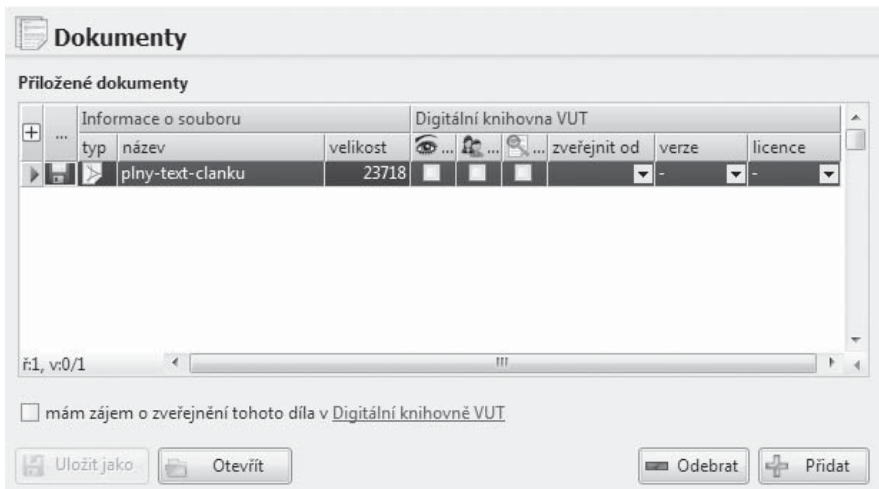 Dokumenty
Přiložené dokumenty
... Informace o souboru Digitální knihovna VUT
typ název velikost ... ... ... zveřejnit od verze licence
plny-text-clanku 23718 - -
ř:1, v:0/1
mám zájem o zveřejnění tohoto díla v Digitální knihovně VUT
Uložit jako Otevřít Odebrat Přidat